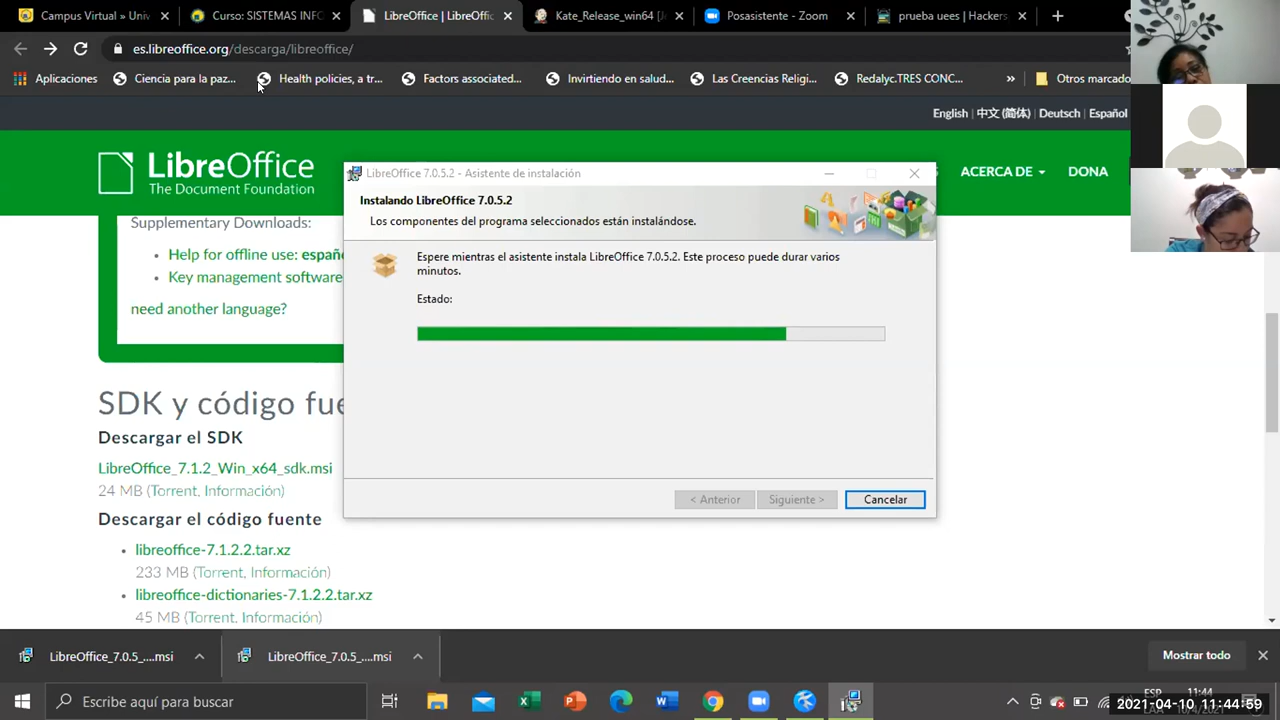 Campus Virtual » Univ
Curso: SISTEMAS INFO
LibreOffice | LibreOffic
Kate_Release_win64 [
Posasistente - Zoom
prueba uees | Hackers
es.libreoffice.org/descarga/libreoffice/
Aplicaciones
Ciencia para la paz...
Health policies, a tr...
Factors associated...
Invirtiendo en salud...
Las Creencias Religi...
Redalyc.TRES CONC...
»
Otros marcado
English | 中文 (简体) | Deutsch | Español
LibreOffice
The Document Foundation
ACERCA DE
DONA
LibreOffice 7.0.5.2 - Asistente de instalación
Instalando LibreOffice 7.0.5.2
Los componentes del programa seleccionados están instalándose.
Supplementary Downloads:
Help for offline use: españo
Key management software
need another language?
Espere mientras el asistente instala LibreOffice 7.0.5.2. Este proceso puede durar varios
minutos.
Estado:
< Anterior
Siguiente >
Cancelar
SDK y código fue
Descargar el SDK
LibreOffice_7.1.2_Win_x64_sdk.msi
24 MB (Torrent, Información)
Descargar el código fuente
libreoffice-7.1.2.2.tar.xz
233 MB (Torrent, Información)
libreoffice-dictionaries-7.1.2.2.tar.xz
45 MB (Torrent, Información)
LibreOffice_7.0.5_....msi
LibreOffice_7.0.5_....msi
Mostrar todo
Escribe aquí para buscar
ESP
11:44
2021-04-10 11:44:59